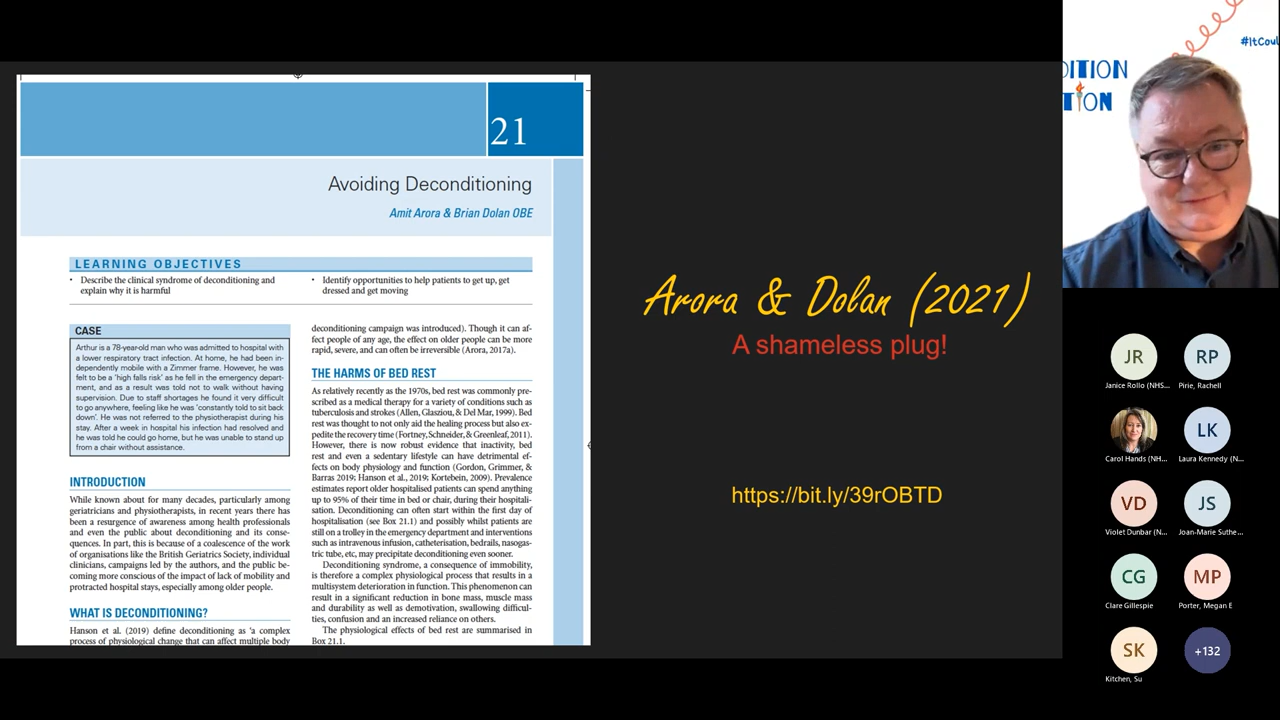 21
Avoiding Deconditioning
Amit Arora & Brian Dolan OBE
LEARNING OBJECTIVES
• Describe the clinical syndrome of deconditioning and
explain why it is harmful
• Identify opportunities to help patients to get up, get
dressed and get moving
CASE
Arthur is a 78-year-old man who was admitted to hospital with
a lower respiratory tract infection. At home, he had been in-
dependently mobile with a Zimmer frame. However, he was
felt to be a 'high falls risk' as he fell in the emergency depart-
ment, and as a result was told not to walk without having
supervision. Due to staff shortages he found it very difficult
to go anywhere, feeling like he was 'constantly told to sit back
down'. He was not referred to the physiotherapist during his
stay. After a week in hospital his infection had resolved and
he was told he could go home, but he was unable to stand up
from a chair without assistance.
INTRODUCTION
While known about for many decades, particularly among
geriatricians and physiotherapists, in recent years there has
been a resurgence of awareness among health professionals
and even the public about deconditioning and its conse-
quences. In part, this is because of a coalescence of the work
of organisations like the British Geriatrics Society, individual
clinicians, campaigns led by the authors, and the public be-
coming more conscious of the impact of lack of mobility and
protracted hospital stays, especially among older people.
WHAT IS DECONDITIONING?
Hanson et al. (2019) define deconditioning as 'a complex
process of physiological change that can affect multiple body
deconditioning campaign was introduced). Though it can af-
fect people of any age, the effect on older people can be more
rapid, severe, and can often be irreversible (Arora, 2017a).
THE HARMS OF BED REST
As relatively recently as the 1970s, bed rest was commonly pre-
scribed as a medical therapy for a variety of conditions such as
tuberculosis and strokes (Allen, Glasziou, & Del Mar, 1999). Bed
rest was thought to not only aid the healing process but also ex-
pedite the recovery time (Fortney, Schneider, & Greenleaf, 2011).
However, there is now robust evidence that inactivity, bed
rest and even a sedentary lifestyle can have detrimental ef-
fects on body physiology and function (Gordon, Grimmer, &
Barras 2019; Hanson et al., 2019; Kortebein, 2009). Prevalence
estimates report older hospitalised patients can spend anything
up to 95% of their time in bed or chair, during their hospitali-
sation. Deconditioning can often start within the first day of
hospitalisation (see Box 21.1) and possibly whilst patients are
still on a trolley in the emergency department and interventions
such as intravenous infusion, catheterisation, bedrails, nasogas-
tric tube, etc, may precipitate deconditioning even sooner.
Deconditioning syndrome, a consequence of immobility,
is therefore a complex physiological process that results in a
multisystem deterioration in function. This phenomenon can
result in a significant reduction in bone mass, muscle mass
and durability as well as demotivation, swallowing difficul-
ties, confusion and an increased reliance on others.
The physiological effects of bed rest are summarised in
Box 21.1.
Arora & Dolan (2021)
A shameless plug!
https://bit.ly/39rOBTD
#ItCoul
DITION
TION
JR
RP
Janice Rollo (NHS...
Pirie, Rachell
LK
Carol Hands (NH...
Laura Kennedy (N...
VD
JS
Violet Dunbar (N...
Joan-Marie Suthe...
CG
MP
Clare Gillespie
Porter, Megan E
SK
+132
Kitchen, Su